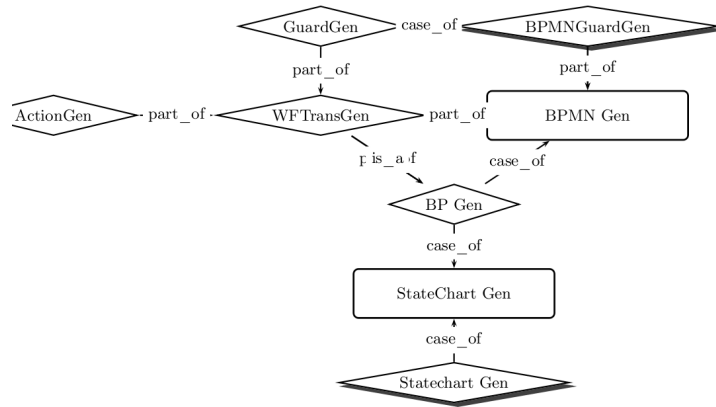 GuardGen
case_of
BPMNGuardGen
part_of
part_of
ActionGen
part_of
WFTransGen
part_of
BPMN Gen
case_of
BP Gen
case_of
StateChart Gen
case_of
Statechart Gen